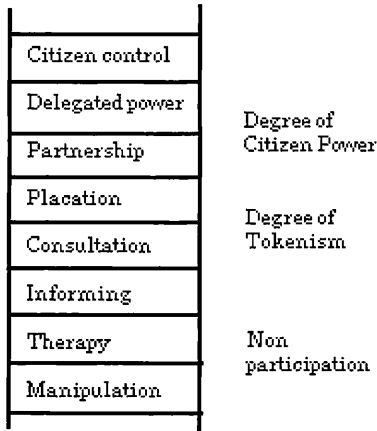 Citizen control
Delegated power
Partnership
Placation
Consultation
Informing
Therapy
Manipulation
Degree of
Citizen Power
Degree of
Tokenism
Non
participation